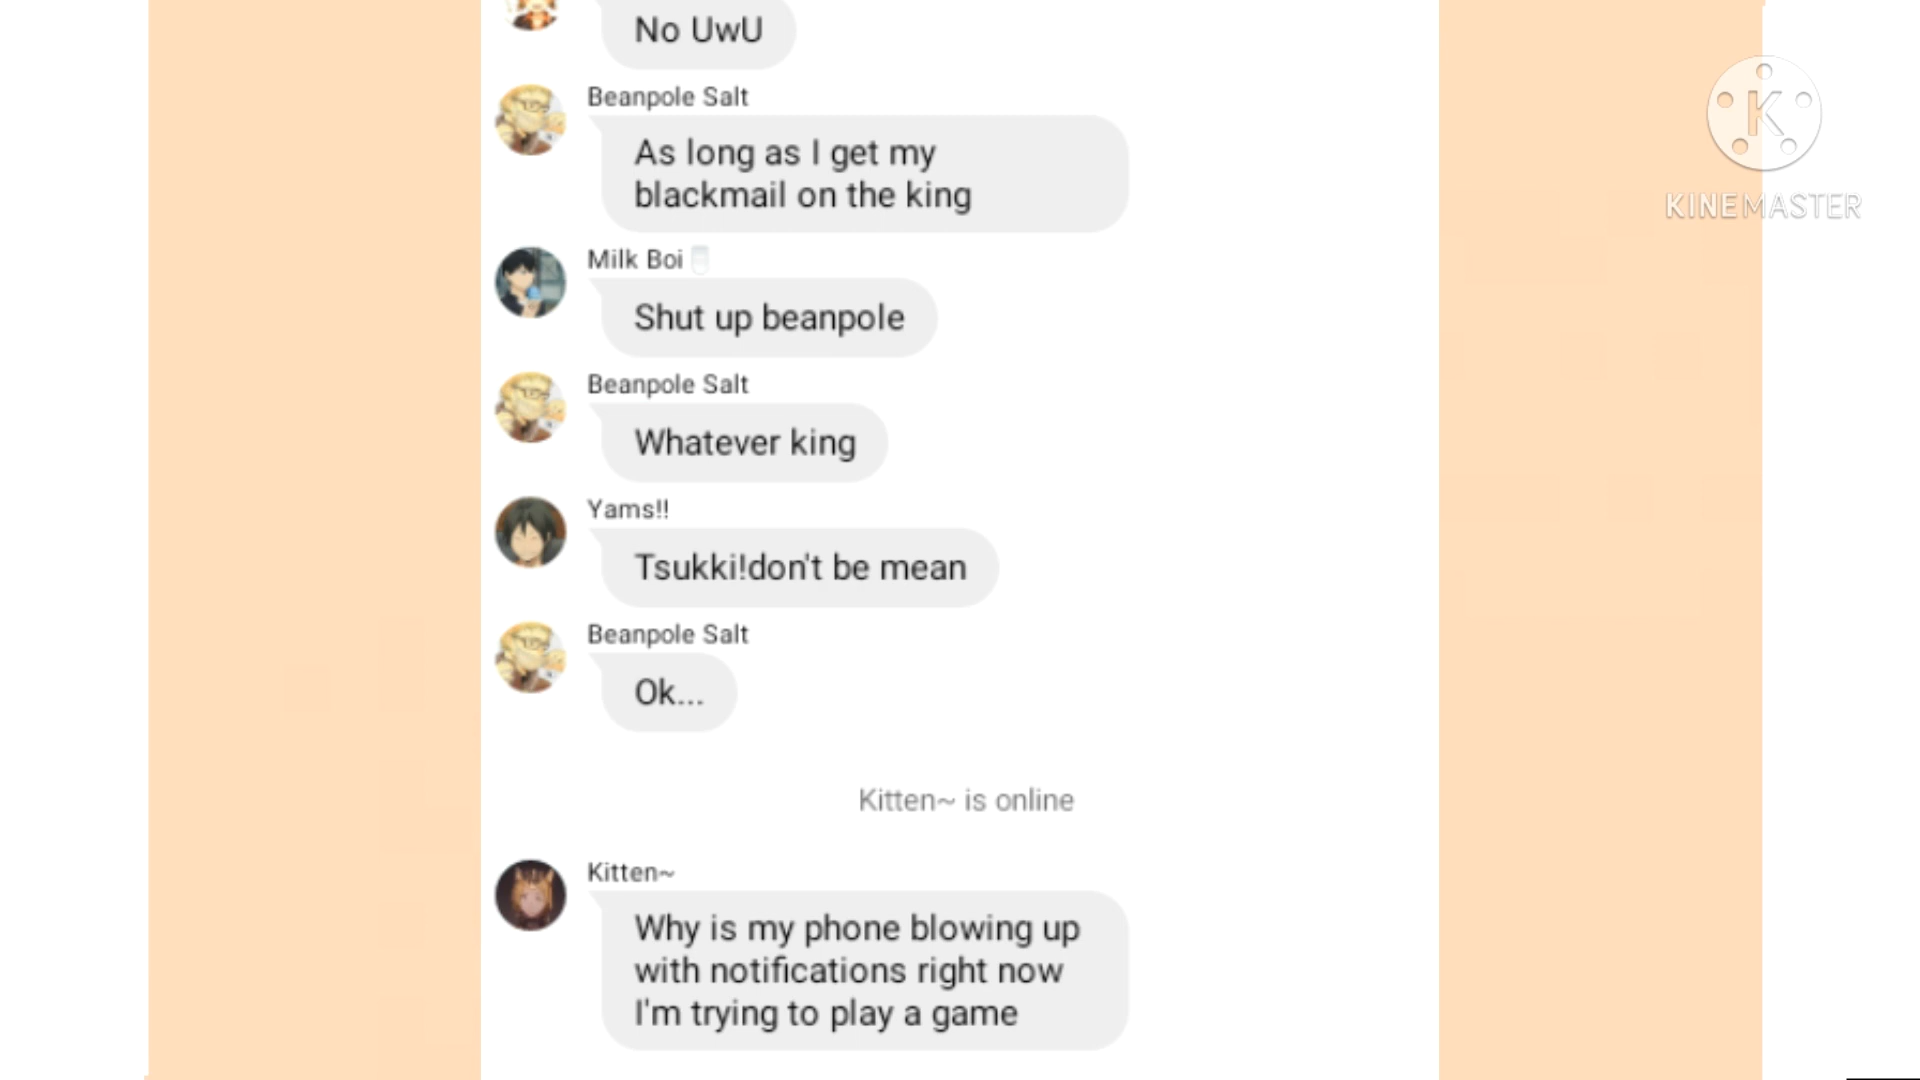 No UwU
Beanpole Salt
As long as I get my
blackmail on the king
Milk Boi🥛
Shut up beanpole
Beanpole Salt
Whatever king
Yams!!
Tsukki!don't be mean
Beanpole Salt
Ok...
Kitten~ is online
Kitten~
Why is my phone blowing up
with notifications right now
I'm trying to play a game
K
KINEMASTER